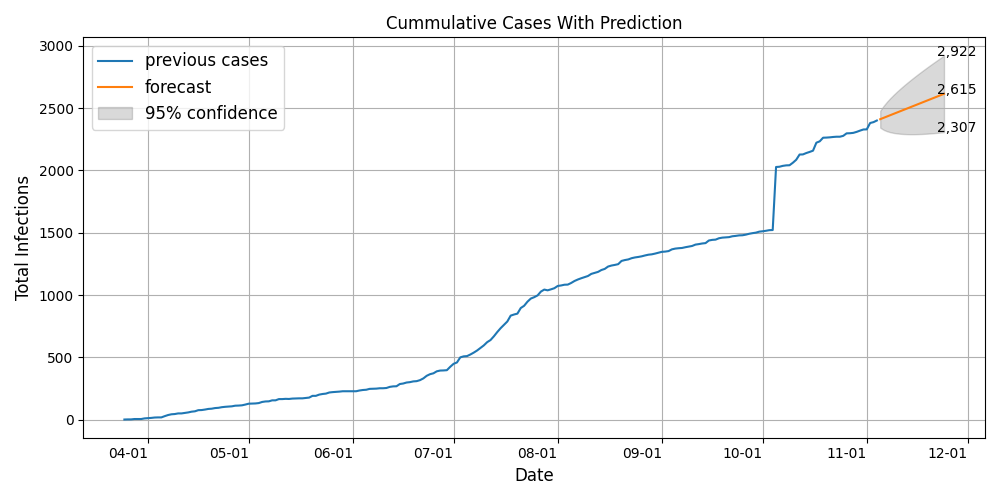 Cummulative Cases With Prediction
previous cases
forecast
95% confidence
2,922
2,615
2,307
3000
2500
2000
1500
1000
500
0
Total Infections
04-01 05-01 06-01 07-01 08-01 09-01 10-01 11-01 12-01
Date